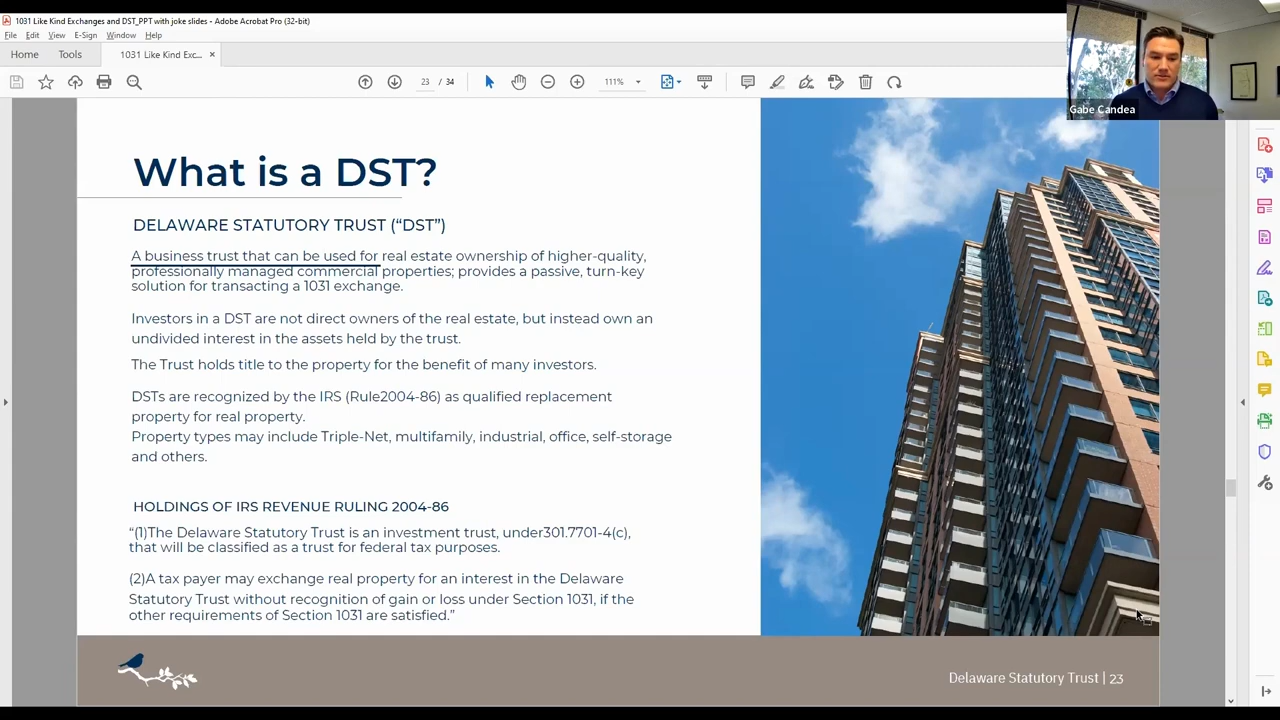 1031 Like Kind Exchanges and DST_PPT with joke slides - Adobe Acrobat Pro (32-bit)
File Edit View E-Sign Window Help
Home Tools 1031 Like Kind Exc... ×
23 / 34 111%
Gabe Candea
What is a DST?
DELAWARE STATUTORY TRUST (“DST”)
A business trust that can be used for real estate ownership of higher-quality,
professionally managed commercial properties; provides a passive, turn-key
solution for transacting a 1031 exchange.
Investors in a DST are not direct owners of the real estate, but instead own an
undivided interest in the assets held by the trust.
The Trust holds title to the property for the benefit of many investors.
DSTs are recognized by the IRS (Rule2004-86) as qualified replacement
property for real property.
Property types may include Triple-Net, multifamily, industrial, office, self-storage
and others.
HOLDINGS OF IRS REVENUE RULING 2004-86
“(1)The Delaware Statutory Trust is an investment trust, under301.7701-4(c),
that will be classified as a trust for federal tax purposes.
(2)A tax payer may exchange real property for an interest in the Delaware
Statutory Trust without recognition of gain or loss under Section 1031, if the
other requirements of Section 1031 are satisfied.”
Delaware Statutory Trust | 23